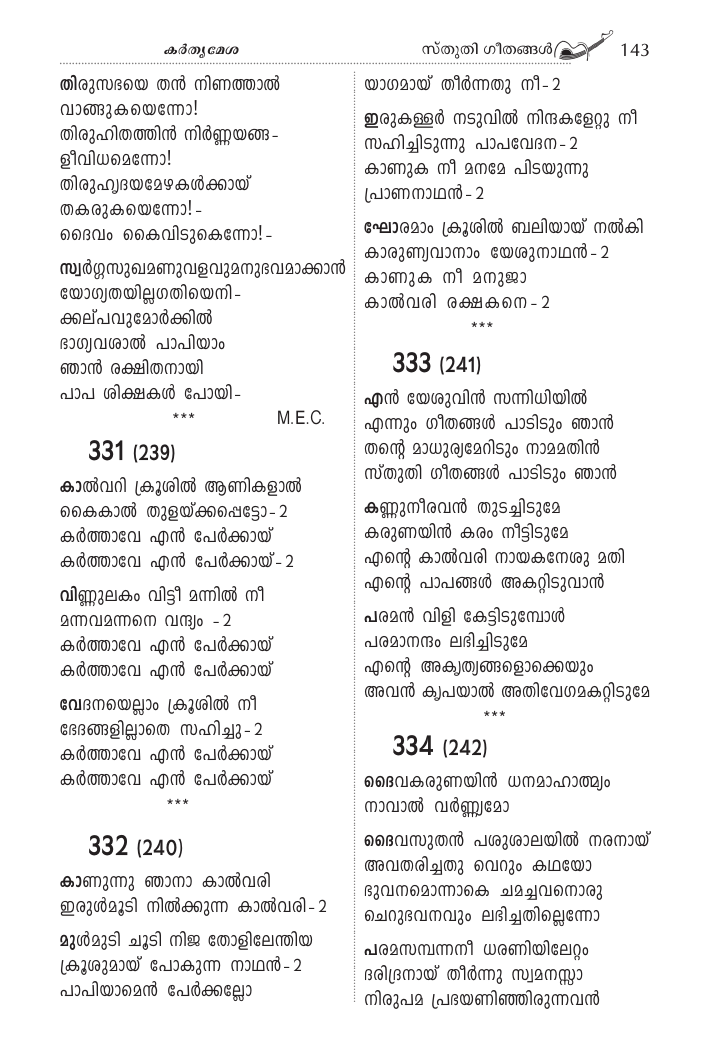 കർതൃമേശ
സ്തുതി ഗീതങ്ങൾ 143
തിരുസഭയെ തൻ നിണത്താൽ
വാങ്ങുകയെന്നോ!
തിരുഹിതത്തിൻ നിർണ്ണയങ്ങ-
ളീവിധമെന്നോ!
തിരുഹൃദയമേഴകൾക്കായ്
തകരുകയെന്നോ!-
ദൈവം കൈവിടുകെന്നോ!-
സ്വർഗ്ഗസുഖമണുവളവുമനുഭവമാക്കാൻ
യോഗ്യതയില്ലഗതിയെനി-
ക്കല്പവുമോർക്കിൽ
ഭാഗ്യവശാൽ പാപിയാം
ഞാൻ രക്ഷിതനായി
പാപ ശിക്ഷകൾ പോയി-
*** M.E.C.
331 (239)
കാൽവറി ക്രൂശിൽ ആണികളാൽ
കൈകാൽ തുളയ്ക്കപ്പെട്ടോ-2
കർത്താവേ എൻ പേർക്കായ്
കർത്താവേ എൻ പേർക്കായ്-2
വിണ്ണുലകം വിട്ടീ മന്നിൽ നീ
മന്നവമന്നനെ വന്ദ്യം -2
കർത്താവേ എൻ പേർക്കായ്
കർത്താവേ എൻ പേർക്കായ്
വേദനയെല്ലാം ക്രൂശിൽ നീ
ഭേദങ്ങളില്ലാതെ സഹിച്ചു-2
കർത്താവേ എൻ പേർക്കായ്
കർത്താവേ എൻ പേർക്കായ്
***
332 (240)
കാണുന്നു ഞാനാ കാൽവരി
ഇരുൾമൂടി നിൽക്കുന്ന കാൽവരി-2
മുൾമുടി ചൂടി നിജ തോളിലേന്തിയ
ക്രൂശുമായ് പോകുന്ന നാഥൻ-2
പാപിയാമെൻ പേർക്കല്ലോ
യാഗമായ് തീർന്നതു നീ-2
ഇരുകള്ളർ നടുവിൽ നിന്ദകളേറ്റു നീ
സഹിച്ചിടുന്നു പാപവേദന-2
കാണുക നീ മനമേ പിടയുന്നു
പ്രാണനാഥൻ-2
ഘോരമാം ക്രൂശിൽ ബലിയായ് നൽകി
കാരുണ്യവാനാം യേശുനാഥൻ-2
കാണുക നീ മനുജാ
കാൽവരി രക്ഷകനെ-2
***
333 (241)
എൻ യേശുവിൻ സന്നിധിയിൽ
എന്നും ഗീതങ്ങൾ പാടിടും ഞാൻ
തന്റെ മാധുര്യമേറിടും നാമമതിൻ
സ്തുതി ഗീതങ്ങൾ പാടിടും ഞാൻ
കണ്ണുനീരവൻ തുടച്ചിടുമേ
കരുണയിൻ കരം നീട്ടിടുമേ
എന്റെ കാൽവരി നായകനേശു മതി
എന്റെ പാപങ്ങൾ അകറ്റിടുവാൻ
പരമൻ വിളി കേട്ടിടുമ്പോൾ
പരമാനന്ദം ലഭിച്ചിടുമേ
എന്റെ അകൃത്യങ്ങളൊക്കെയും
അവൻ കൃപയാൽ അതിവേഗമകറ്റിടുമേ
***
334 (242)
ദൈവകരുണയിൻ ധനമാഹാത്മ്യം
നാവാൽ വർണ്ണ്യമോ
ദൈവസുതൻ പശുശാലയിൽ നരനായ്
അവതരിച്ചതു വെറും കഥയോ
ഭുവനമൊന്നാകെ ചമച്ചവനൊരു
ചെറുഭവനവും ലഭിച്ചതില്ലെന്നോ
പരമസമ്പന്നനീ ധരണിയിലേറ്റം
ദരിദ്രനായ് തീർന്നു സ്വമനസ്സാ
നിരുപമ പ്രഭയണിഞ്ഞിരുന്നവൻ